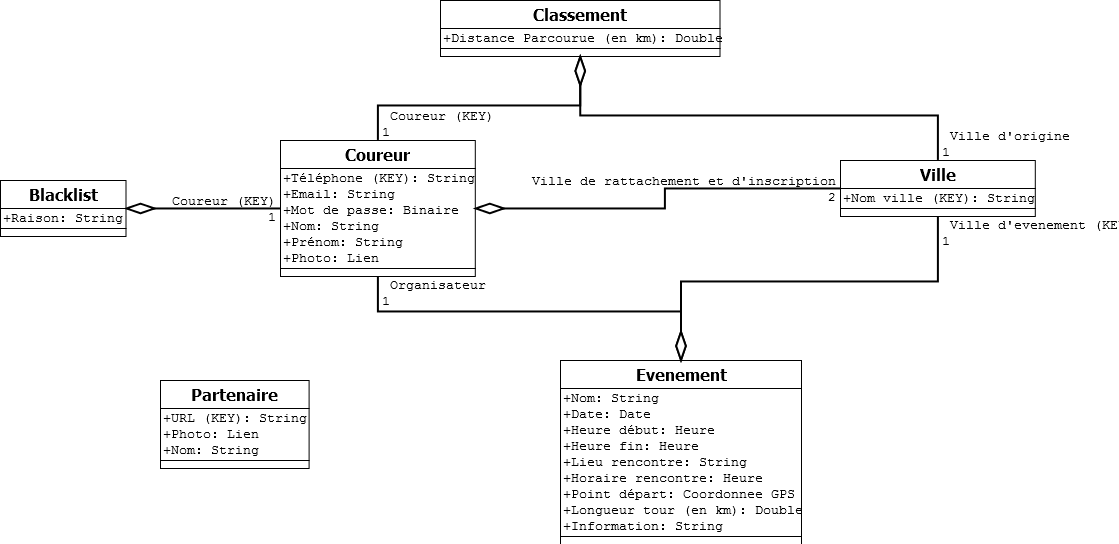 Classement
+Distance Parcourue (en km): Double
Coureur (KEY)
1
Ville d'origine
1
Coureur
+Téléphone (KEY): String
+Email: String
+Mot de passe: Binaire
+Nom: String
+Prénom: String
+Photo: Lien
Blacklist
+Raison: String
Coureur (KEY)
1
Ville de rattachement et d'inscription
2
Ville
+Nom ville (KEY): String
Ville d'evenement (KE
1
Organisateur
1
Evenement
+Nom: String
+Date: Date
+Heure début: Heure
+Heure fin: Heure
+Lieu rencontre: String
+Horaire rencontre: Heure
+Point départ: Coordonnee GPS
+Longueur tour (en km): Double
+Information: String
Partenaire
+URL (KEY): String
+Photo: Lien
+Nom: String